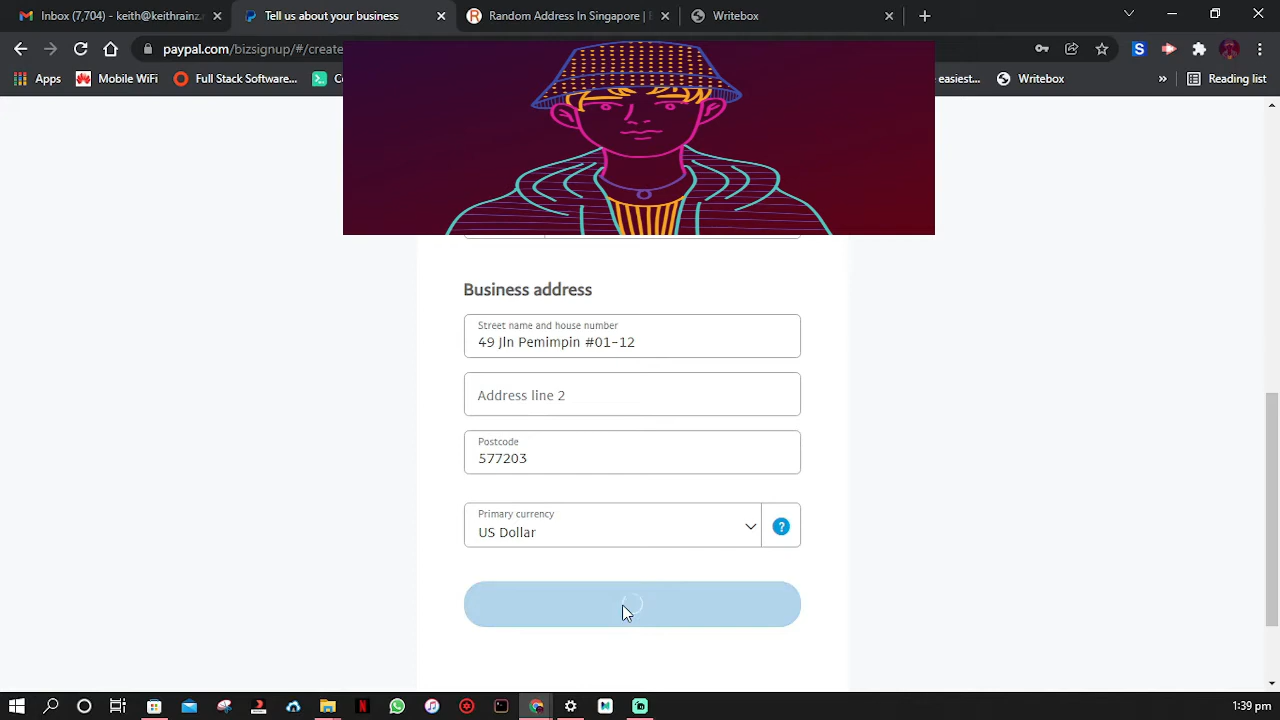 Inbox (7,704) - keith@keithrainz.
Tell us about your business
Random Address In Singapore |
Writebox
paypal.com/bizsignup/#/create
Apps
Mobile WiFi
Full Stack Software...
easiest...
Writebox
Reading list
Business address
Street name and house number
49 Jln Pemimpin #01-12
Address line 2
Postcode
577203
Primary currency
US Dollar
?
1:39 pm